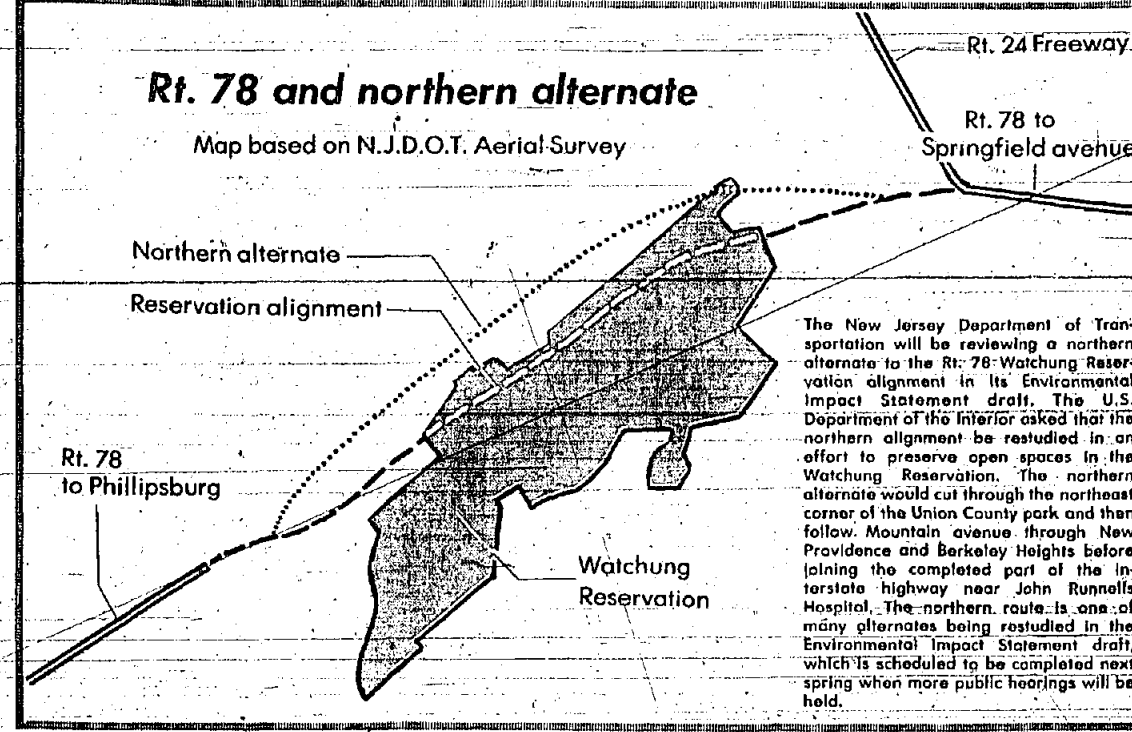 Rt. 24 Freeway
Rt. 78 and northern alternate
Map based on N.J.D.O.T. Aerial Survey
Rt. 78 to
Springfield avenue
Northern alternate
Reservation alignment
Rt. 78
to Phillipsburg
Watchung
Reservation
The New Jersey Department of Tran-
sportation will be reviewing a northern
alternate to the Rt. 78 Watchung Reser-
vation alignment in its Environmental
Impact Statement draft. The U.S.
Department of the Interior asked that the
northern alignment be restudied in an
effort to preserve open spaces in the
Watchung Reservation. The northern
alternate would cut through the northeast
corner of the Union County park and then
follow Mountain avenue through New
Providence and Berkeley Heights before
joining the completed part of the in-
terstate highway near John Runnells
Hospital. The northern route is one of
many alternates being restudied in the
Environmental Impact Statement draft,
which is scheduled to be completed next
spring when more public hearings will be
held.